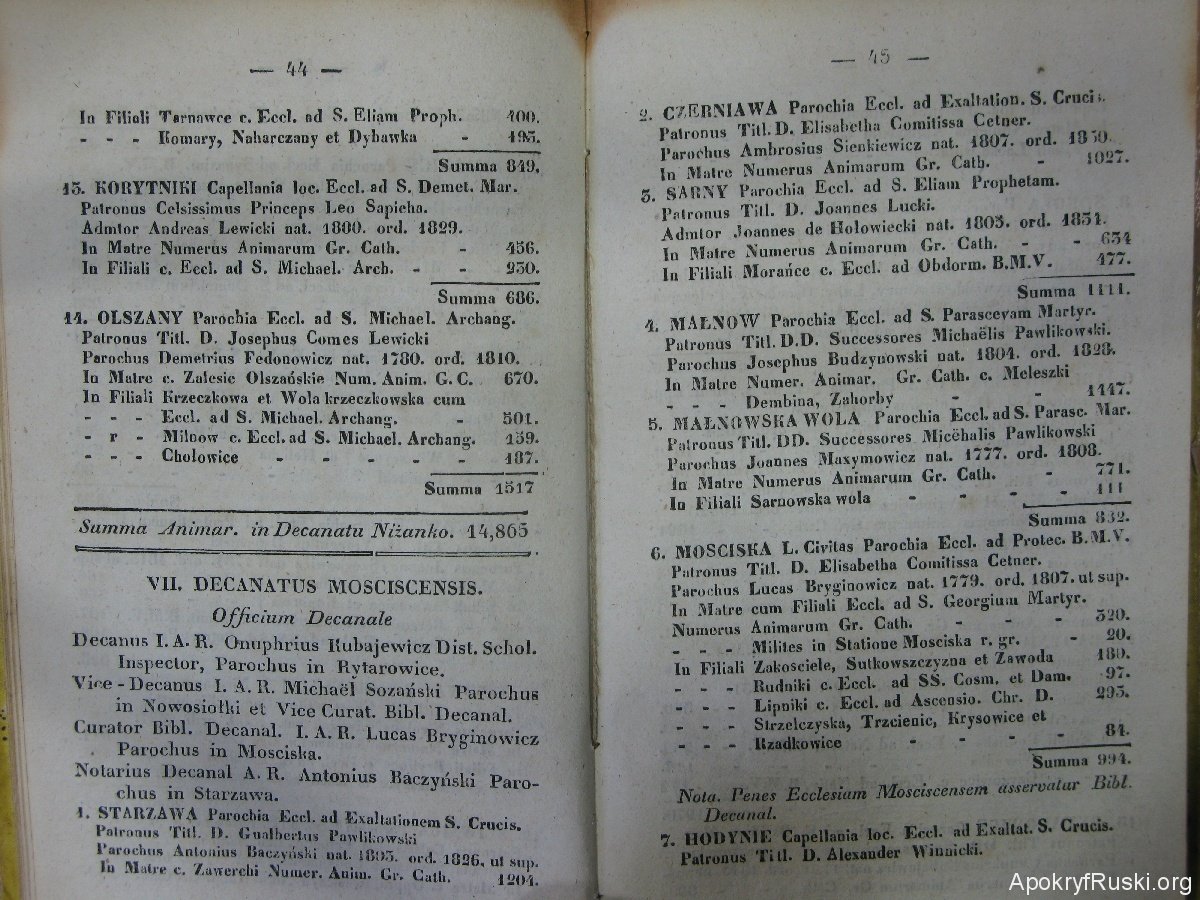 — 44 —
In Filiali Tarnawce c. Eccl. ad S. Eliam Proph. 400.
- - - Komary, Naharczany et Dybawka - 195.
Summa 849.
13. KORYTNIKI Capellania loc. Eccl. ad S. Demet. Mar.
Patronus Celsissimus Princeps Leo Sapieha.
Admtor Andreas Lewicki nat. 1800. ord. 1829.
In Matre Numerus Animarum Gr. Cath. - 456.
In Filiali c. Eccl. ad S. Michael. Arch. - - 230.
Summa 686.
14. OLSZANY Parochia Eccl. ad S. Michael. Archang.
Patronus Titl. D. Josephus Comes Lewicki
Parochus Demetrius Fedonowicz nat. 1780. ord. 1810.
In Matre c. Zalesie Olszańskie Num. Anim. G. C. 670.
In Filiali Krzeczkowa et Wola krzeczkowska cum
- - - Eccl. ad S. Michael. Archang. - 501.
- r - Milnow c. Eccl. ad S. Michael. Archang. 159.
- - - Chołowice - - - - - 187.
Summa 1517
Summa Animar. in Decanatu Niżanko. 14,865
VII. DECANATUS MOSCISCENSIS.
Officium Decanale
Decanus I. A. R. Onuphrius Kubajewicz Dist. Schol.
Inspector, Parochus in Rytarowice.
Vice - Decanus I. A. R. Michaël Sozański Parochus
in Nowosiołki et Vice Curat. Bibl. Decanal.
Curator Bibl. Decanal. I. A. R. Lucas Bryginowicz
Parochus in Mosciska.
Notarius Decanal A. R. Antonius Baczyński Paro-
chus in Starzawa.
1. STARZAWA Parochia Eccl. ad Exaltationem S. Crucis.
Patronus Titl. D. Gualbertus Pawlikowski
Parochus Antonius Baczyński nat. 1803. ord. 1826. ut sup.
In Matre c. Zawerchi Numer. Anim. Gr. Cath. 1204.
— 45 —
2. CZERNIAWA Parochia Eccl. ad Exaltation. S. Crucis.
Patronus Titl. D. Elisabetha Comitissa Cetner.
Parochus Ambrosius Sienkiewicz nat. 1807. ord. 1830.
In Matre Numerus Animarum Gr. Cath. - 1027.
3. SARNY Parochia Eccl. ad S. Eliam Prophetam.
Patronus Titl. D. Joannes Lucki.
Admtor Joannes de Hołowiecki nat. 1805. ord. 1834.
In Matre Numerus Animarum Gr. Cath. - - 634
In Filiali Morańce c. Eccl. ad Obdorm. B.M.V. 477.
Summa 1111.
4. MAŁNOW Parochia Eccl. ad S. Parascevam Martyr.
Patronus Titl. D.D. Successores Michaëlis Pawlikowski.
Parochus Josephus Budzynowski nat. 1804. ord. 1828.
In Matre Numer. Animar. Gr. Cath. c. Meleszki
- - - Dembina, Zahorby - - 1447.
5. MAŁNOWSKA WOLA Parochia Eccl. ad S. Parasc. Mar.
Patronus Titl. DD. Successores Micëhalis Pawlikowski
Parochus Joannes Maxymowicz nat. 1777. ord. 1808.
In Matre Numerus Animarum Gr. Cath. - 771.
In Filiali Sarnowska wola - - - - 111
Summa 882.
6. MOSCISKA L. Civitas Parochia Eccl. ad Protec. B.M.V.
Patronus Titl. D. Elisabetha Comitissa Cetner.
Parochus Lucas Bryginowicz nat. 1779. ord. 1807. ut sup.
In Matre cum Filiali Eccl. ad S. Georgium Martyr.
Numerus Animarum Gr. Cath. - - - 320.
- - - Milites in Statione Mosciska r. gr. - 20.
In Filiali Zakosciele, Sutkowszczyzna et Zawoda 180.
- - - Rudniki c. Eccl. ad SS. Cosm. et Dam. 97.
- - - Lipniki c. Eccl. ad Ascensio. Chr. D. 293.
- - - Strzelczyska, Trzcienic, Krysowice et
- - - Rzadkowice - - - - 84.
Summa 994.
Nota. Penes Ecclesiam Mosciscensem asservatur Bibl.
Decanal.
7. HODYNIE Capellania loc. Eccl. ad Exaltat. S. Crucis.
Patronus Titl. D. Alexander Winnicki.
ApokryfRuski.org